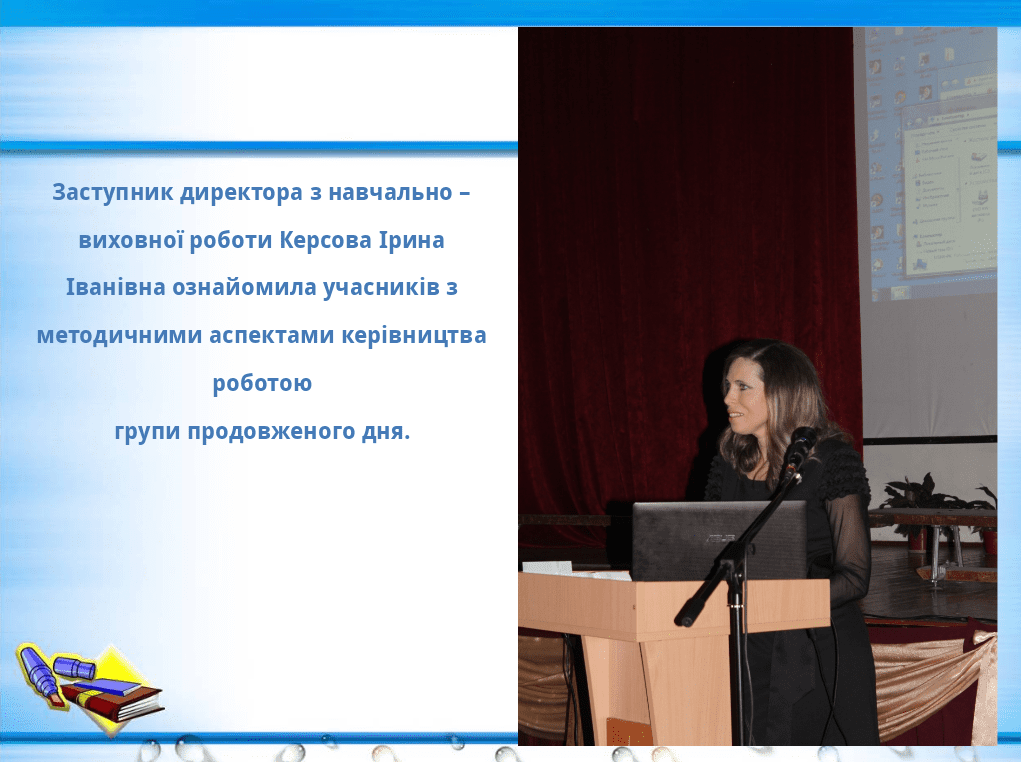 Заступник директора з навчально –
виховної роботи Керсова Ірина
Іванівна ознайомила учасників з
методичними аспектами керівництва
роботою
групи продовженого дня.